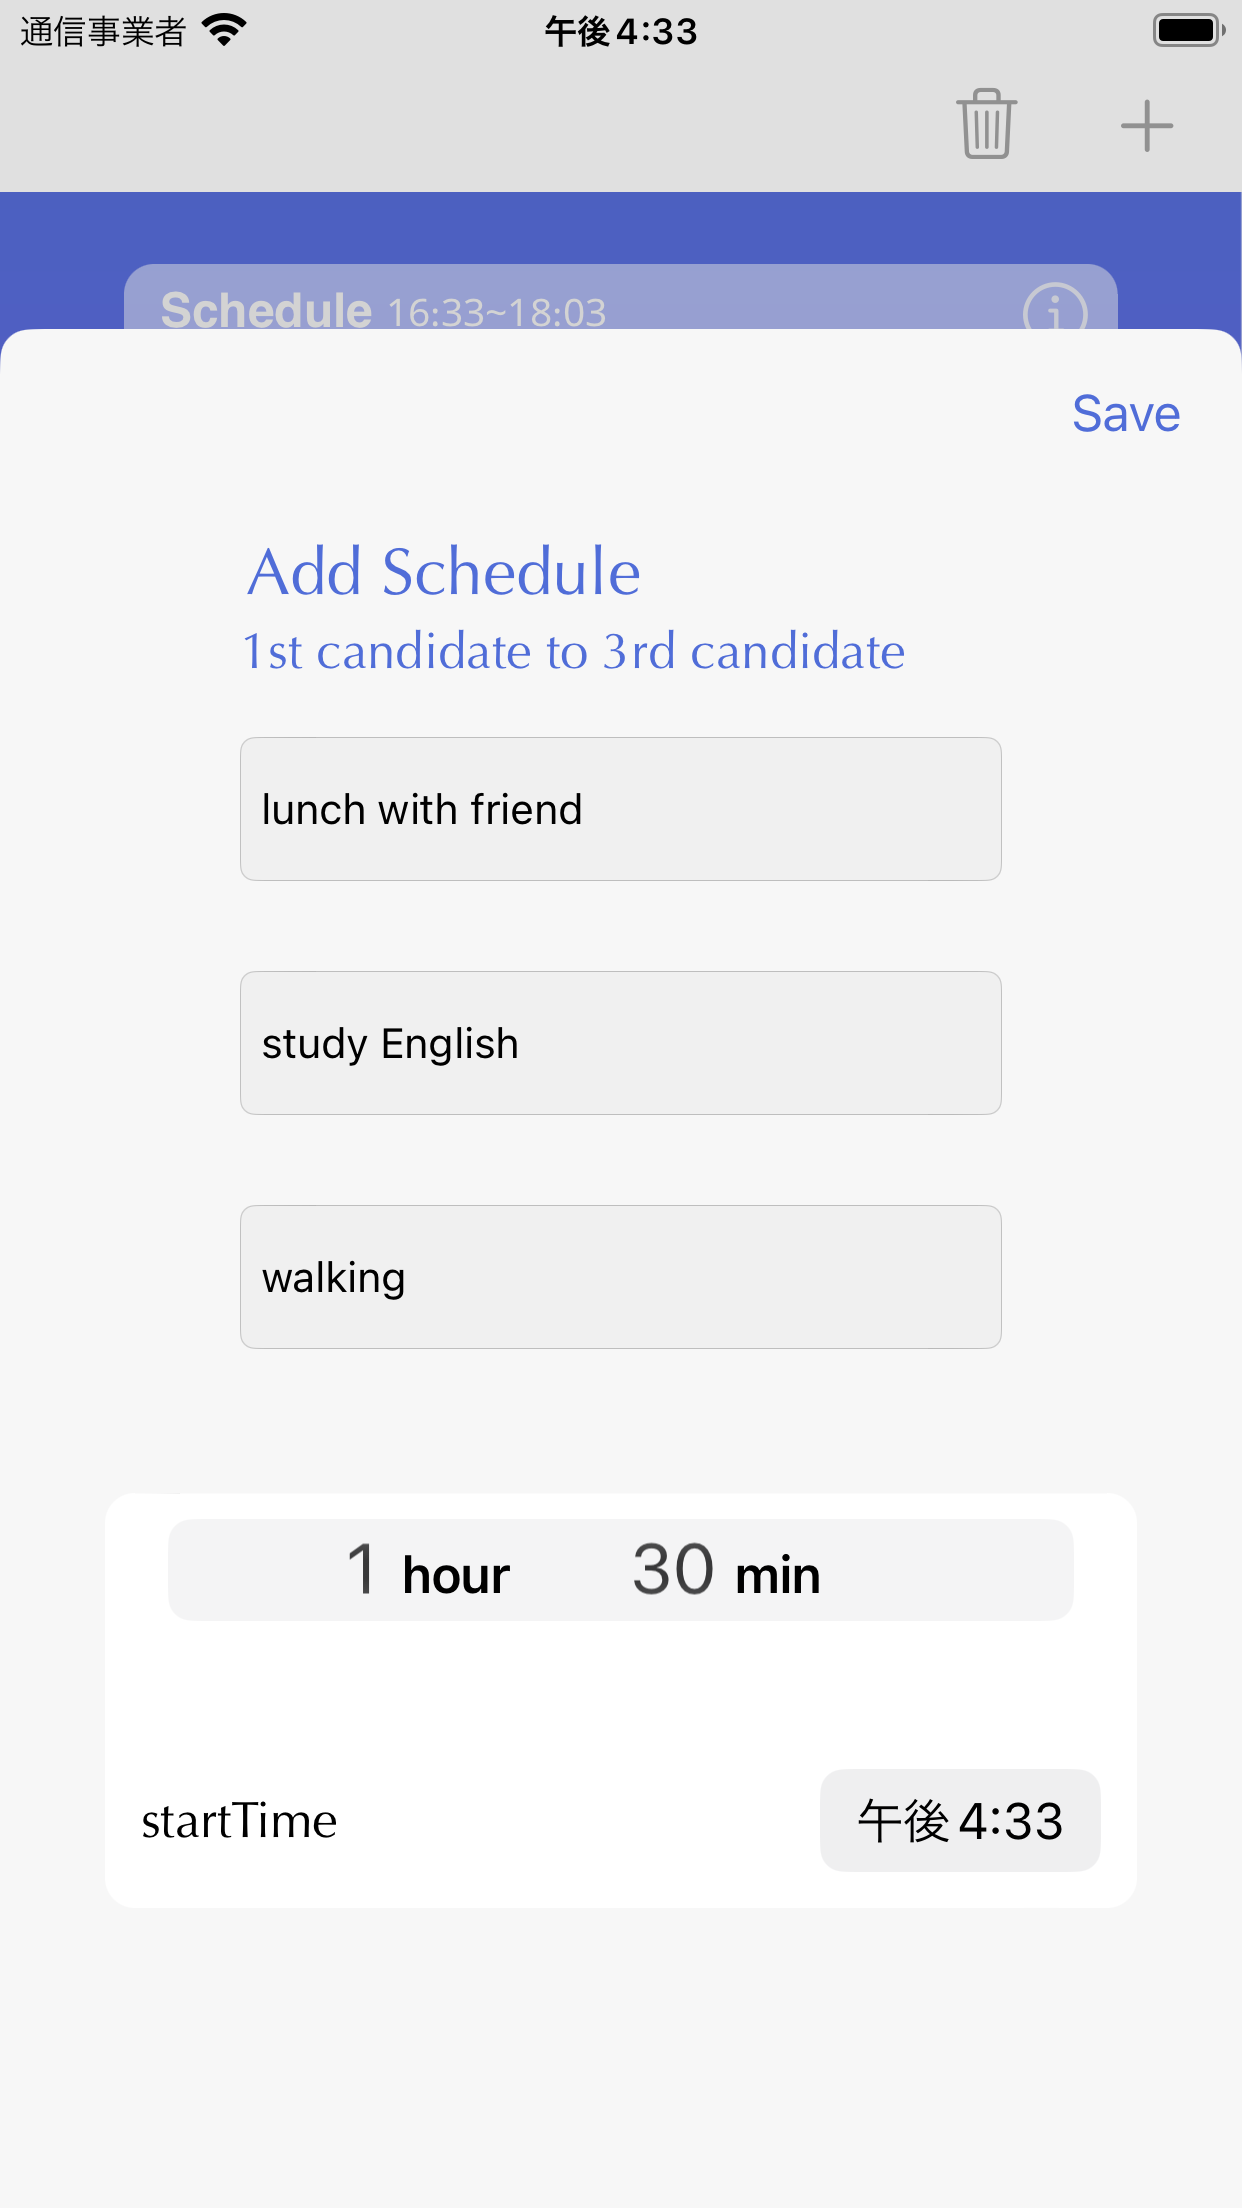 通信事業者 午後4:33
Schedule 16:33~18:03
Save
Add Schedule
1st candidate to 3rd candidate
lunch with friend
study English
walking
1 hour 30 min
startTime 午後4:33